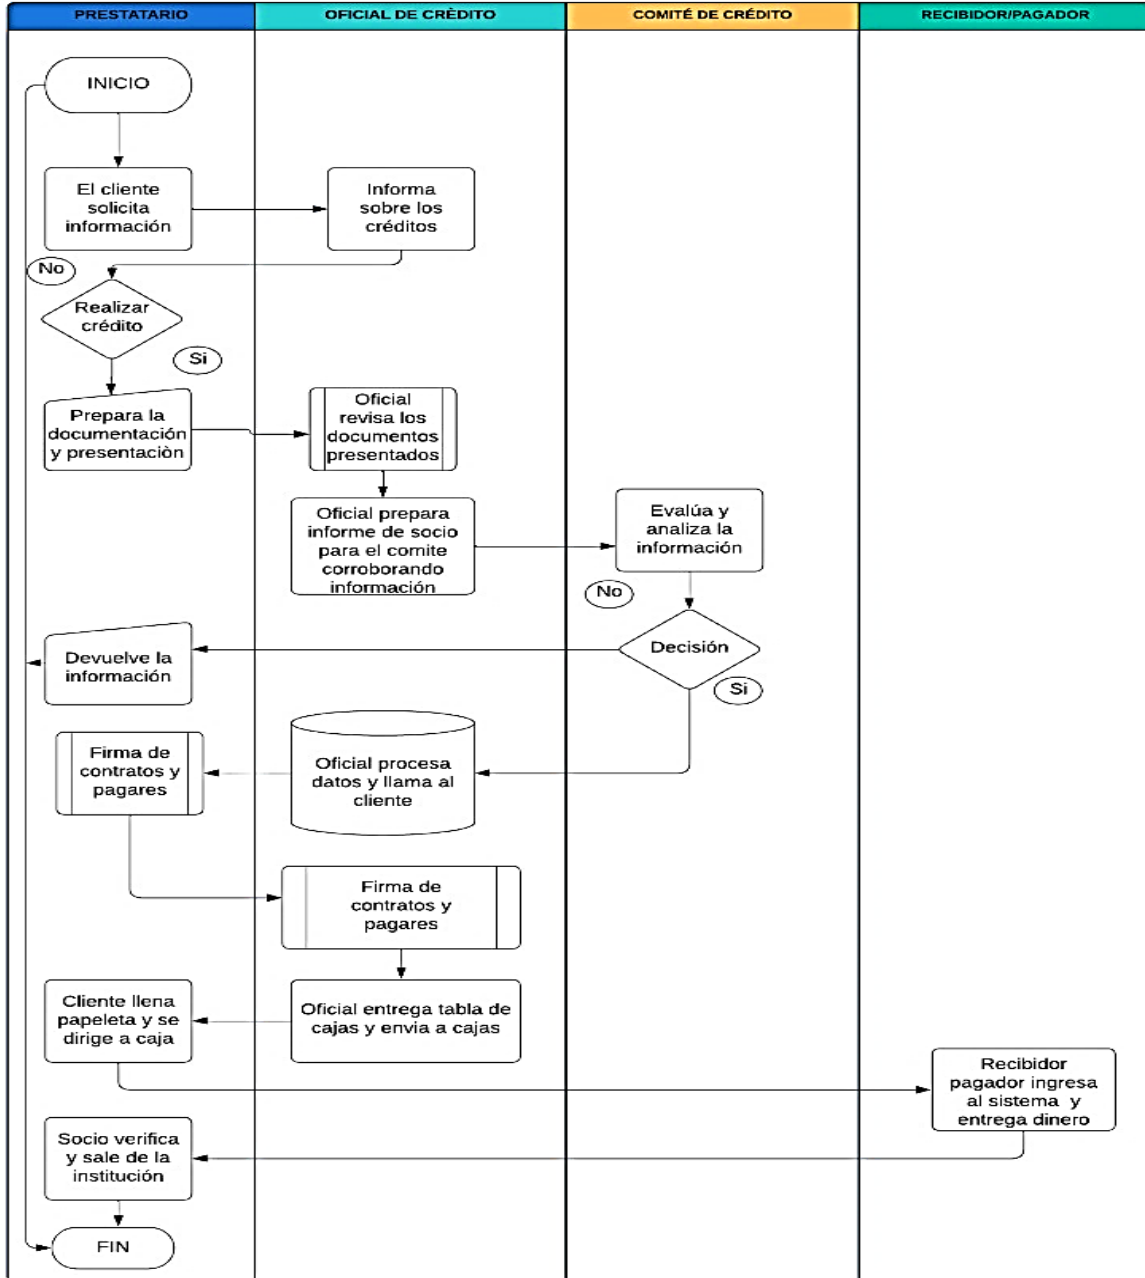 PRESTATARIO
OFICIAL DE CRÈDITO
COMITÉ DE CRÉDITO
RECIBIDOR/PAGADOR
INICIO
El cliente
solicita
información
Informa
sobre los
créditos
No
Realizar
crédito
Si
Prepara la
documentación
y presentaciòn
Oficial
revisa los
documentos
presentados
Oficial prepara
informe de socio
para el comite
corroborando
información
Evalúa y
analiza la
información
No
Decisión
Si
Devuelve la
información
Firma de
contratos y
pagares
Oficial procesa
datos y llama al
cliente
Firma de
contratos y
pagares
Cliente llena
papeleta y se
dirige a caja
Oficial entrega tabla de
cajas y envia a cajas
Recibidor
pagador ingresa
al sistema y
entrega dinero
Socio verifica
y sale de la
institución
FIN